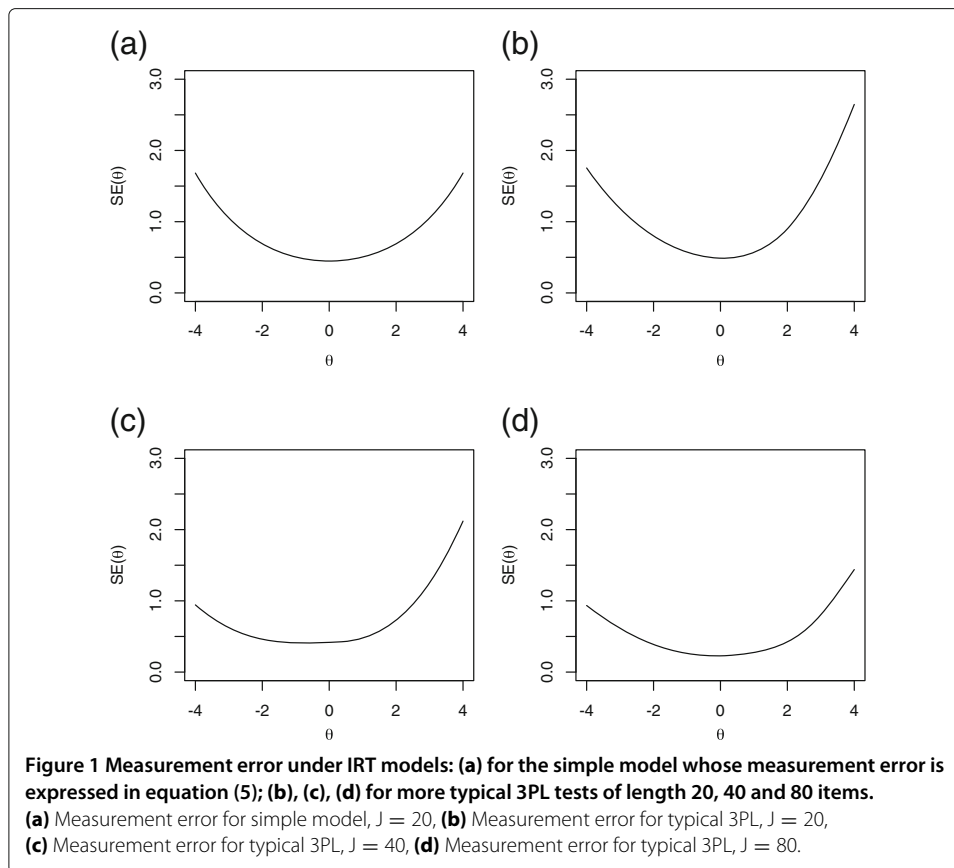 (a)
(b)
SE(θ)
3.0
2.0
1.0
0.0
-4 -2 0 2 4
θ
SE(θ)
3.0
2.0
1.0
0.0
-4 -2 0 2 4
θ
(c)
(d)
SE(θ)
3.0
2.0
1.0
0.0
-4 -2 0 2 4
θ
SE(θ)
3.0
2.0
1.0
0.0
-4 -2 0 2 4
θ
Figure 1 Measurement error under IRT models: (a) for the simple model whose measurement error is
expressed in equation (5); (b), (c), (d) for more typical 3PL tests of length 20, 40 and 80 items.
(a) Measurement error for simple model, J = 20, (b) Measurement error for typical 3PL, J = 20,
(c) Measurement error for typical 3PL, J = 40, (d) Measurement error for typical 3PL, J = 80.